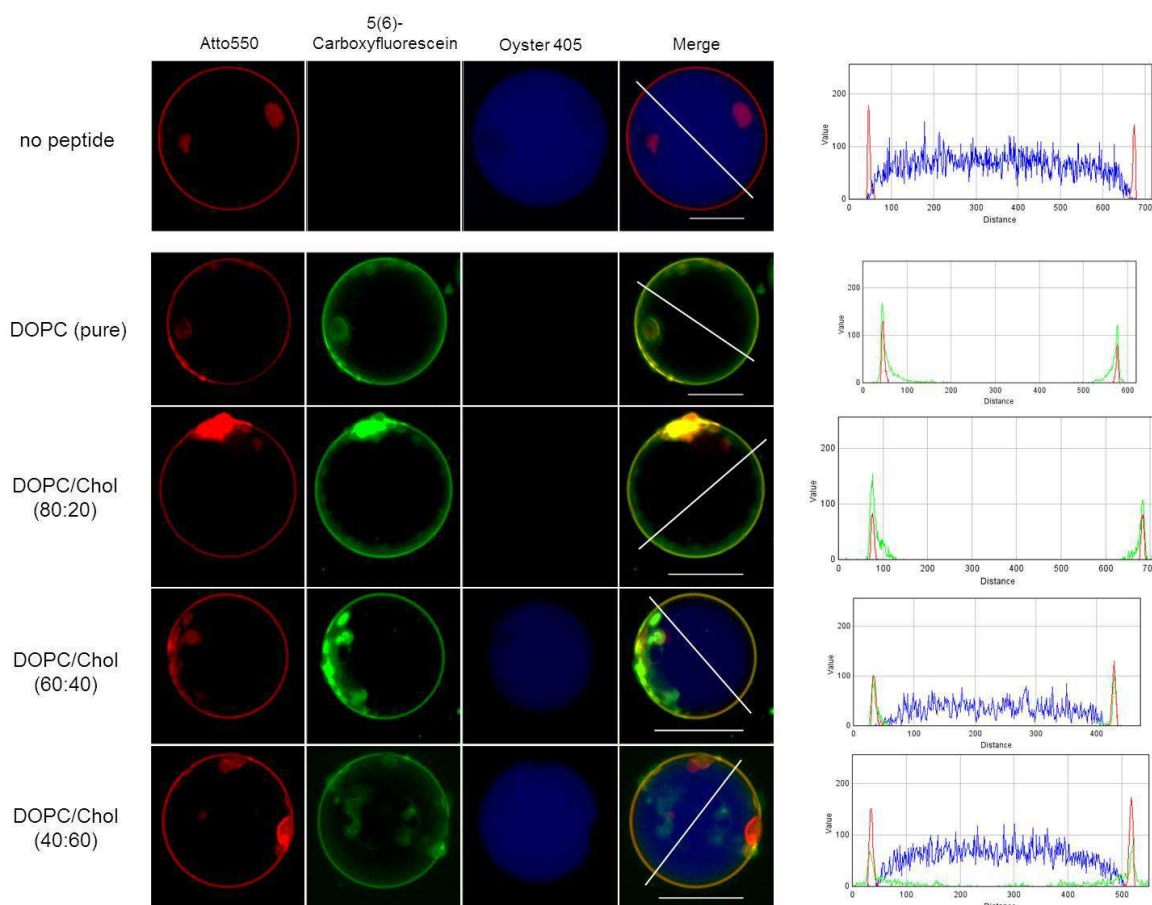 Atto550
5(6)-
Carboxyfluorescein
Oyster 405
Merge
no peptide
Value
200
100
0
0 100 200 300 400 500 600 700
Distance
DOPC (pure)
Value
200
100
0
0 100 200 300 400 500 600
Distance
DOPC/Chol
(80:20)
Value
200
100
0
0 100 200 300 400 500 600 700
Distance
DOPC/Chol
(60:40)
Value
200
100
0
0 100 200 300 400
Distance
DOPC/Chol
(40:60)
Value
200
100
0
0 100 200 300 400 500
Distance